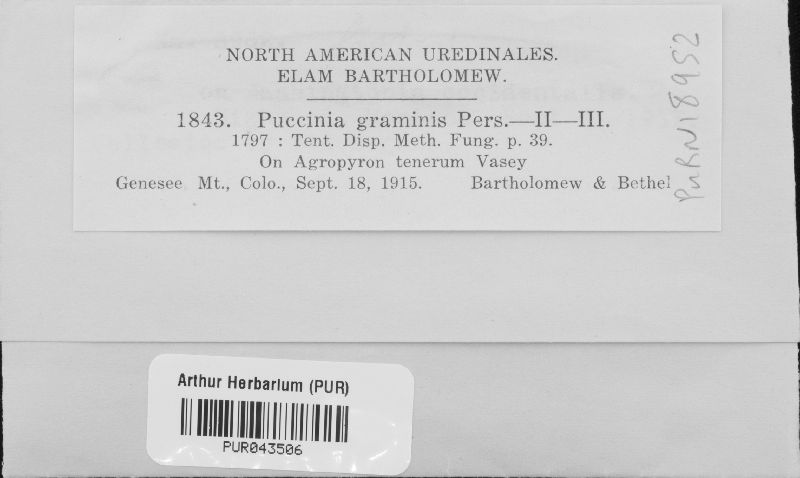 NORTH AMERICAN UREDINALES.
ELAM BARTHOLOMEW.
1843. Puccinia graminis Pers.—II—III.
1797 : Tent. Disp. Meth. Fung. p. 39.
On Agropyron tenerum Vasey
Genesee Mt., Colo., Sept. 18, 1915. Bartholomew & Bethel
PURN18952
Arthur Herbarium (PUR)
PUR043506